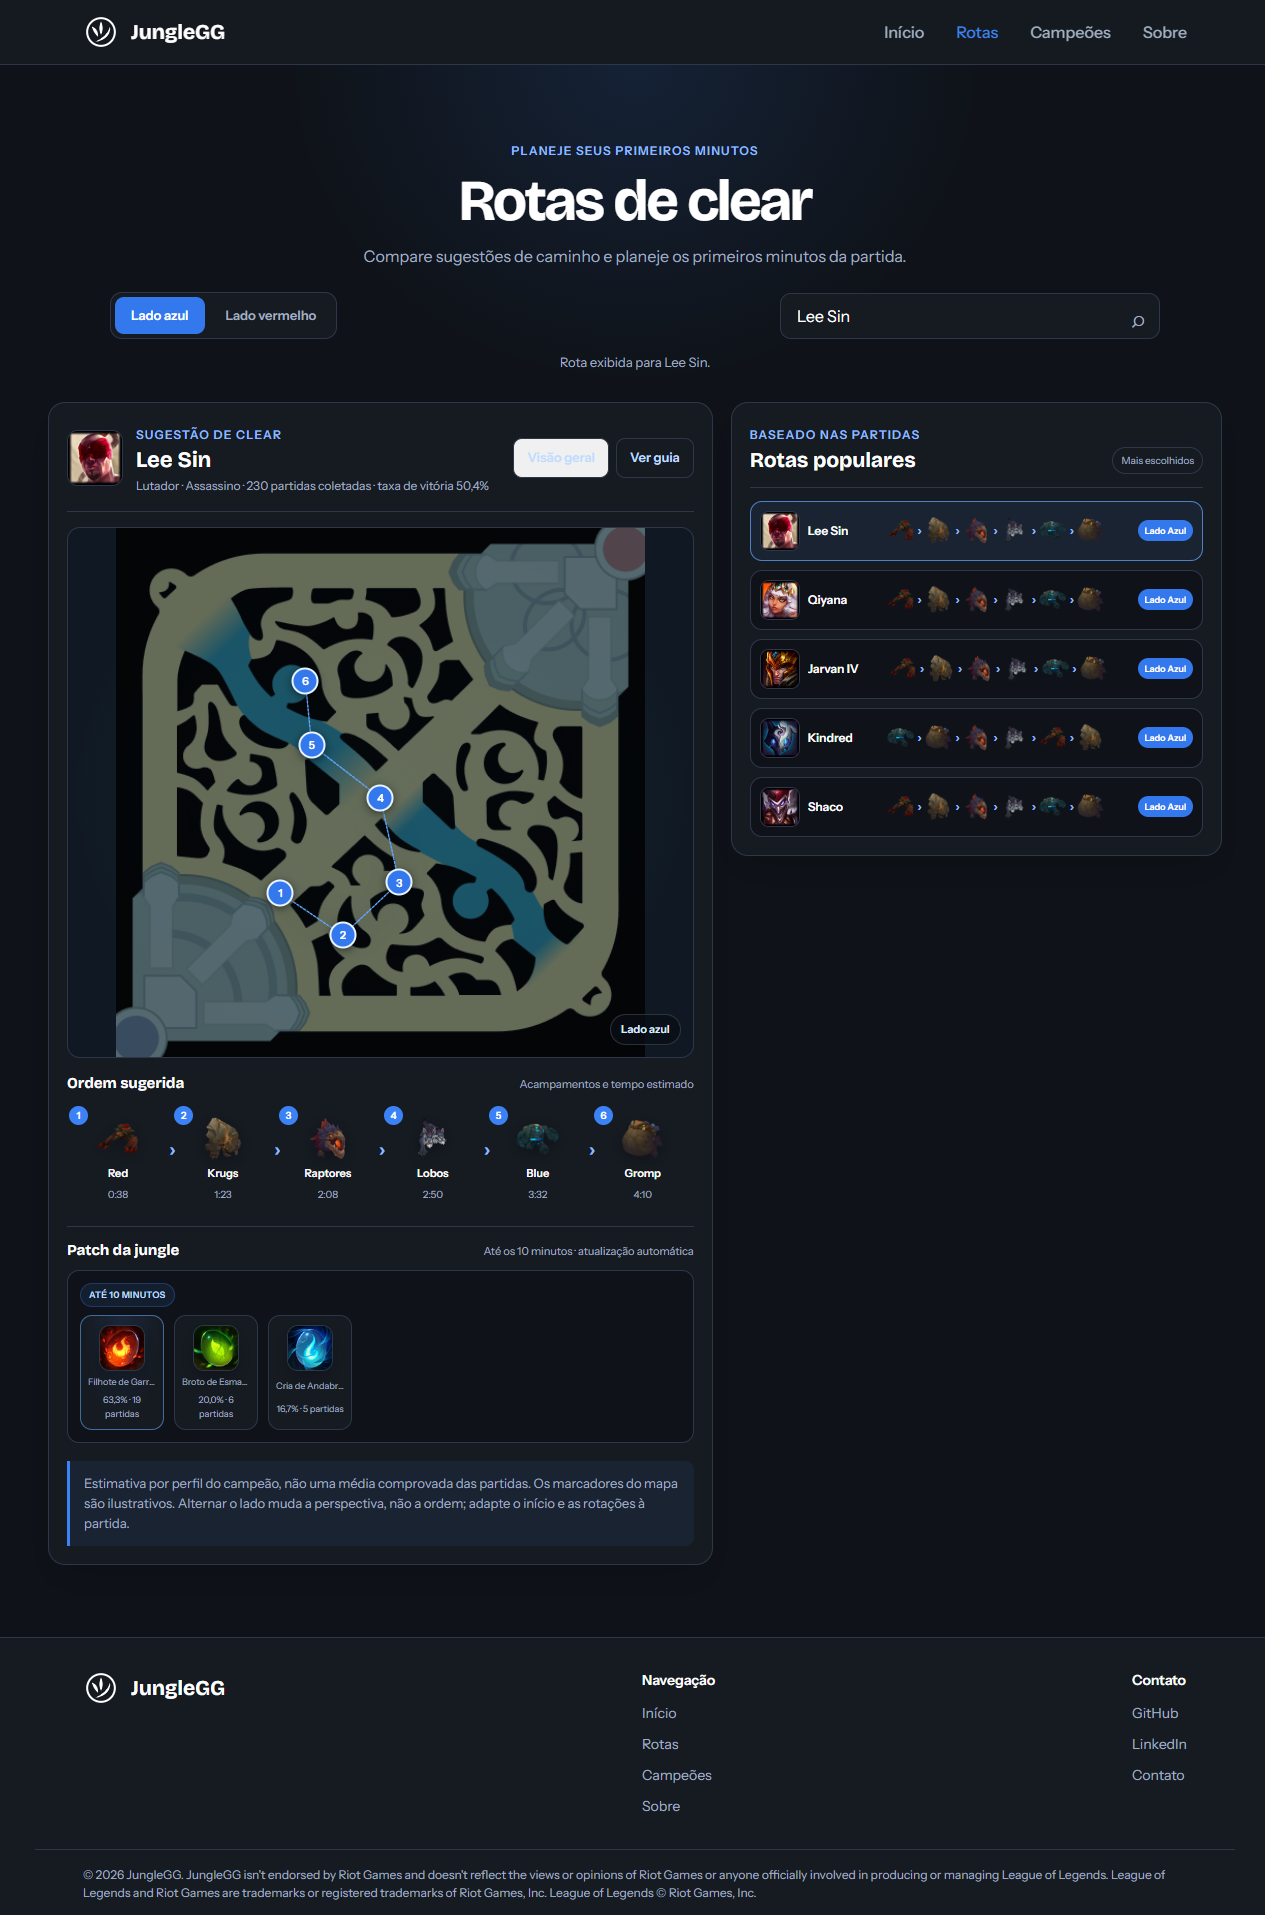 JungleGG
Início
Rotas
Campeões
Sobre
PLANEJE SEUS PRIMEIROS MINUTOS
Rotas de clear
Compare sugestões de caminho e planeje os primeiros minutos da partida.
Lado azul
Lado vermelho
Lee Sin
Rota exibida para Lee Sin.
SUGESTÃO DE CLEAR
Lee Sin
Lutador · Assassino · 230 partidas coletadas · taxa de vitória 50,4%
Visão geral
Ver guia
6
5
4
3
1
2
Lado azul
Ordem sugerida
Acampamentos e tempo estimado
1
2
3
4
5
6
›
›
›
›
›
Red
Krugs
Raptores
Lobos
Blue
Gromp
0:38
1:23
2:08
2:50
3:32
4:10
Patch da jungle
Até os 10 minutos · atualização automática
ATÉ 10 MINUTOS
Filhote de Garr...
63,3% · 19
partidas
Broto de Esma...
20,0% · 6
partidas
Cria de Andabr...
16,7% · 5 partidas
Estimativa por perfil do campeão, não uma média comprovada das partidas. Os marcadores do mapa
são ilustrativos. Alternar o lado muda a perspectiva, não a ordem; adapte o início e as rotações à
partida.
BASEADO NAS PARTIDAS
Rotas populares
Mais escolhidos
Lee Sin › › › › › Lado Azul
Qiyana › › › › › Lado Azul
Jarvan IV › › › › › Lado Azul
Kindred › › › › › Lado Azul
Shaco › › › › › Lado Azul
JungleGG
Navegação
Início
Rotas
Campeões
Sobre
Contato
GitHub
LinkedIn
Contato
© 2026 JungleGG. JungleGG isn't endorsed by Riot Games and doesn't reflect the views or opinions of Riot Games or anyone officially involved in producing or managing League of Legends. League of
Legends and Riot Games are trademarks or registered trademarks of Riot Games, Inc. League of Legends © Riot Games, Inc.